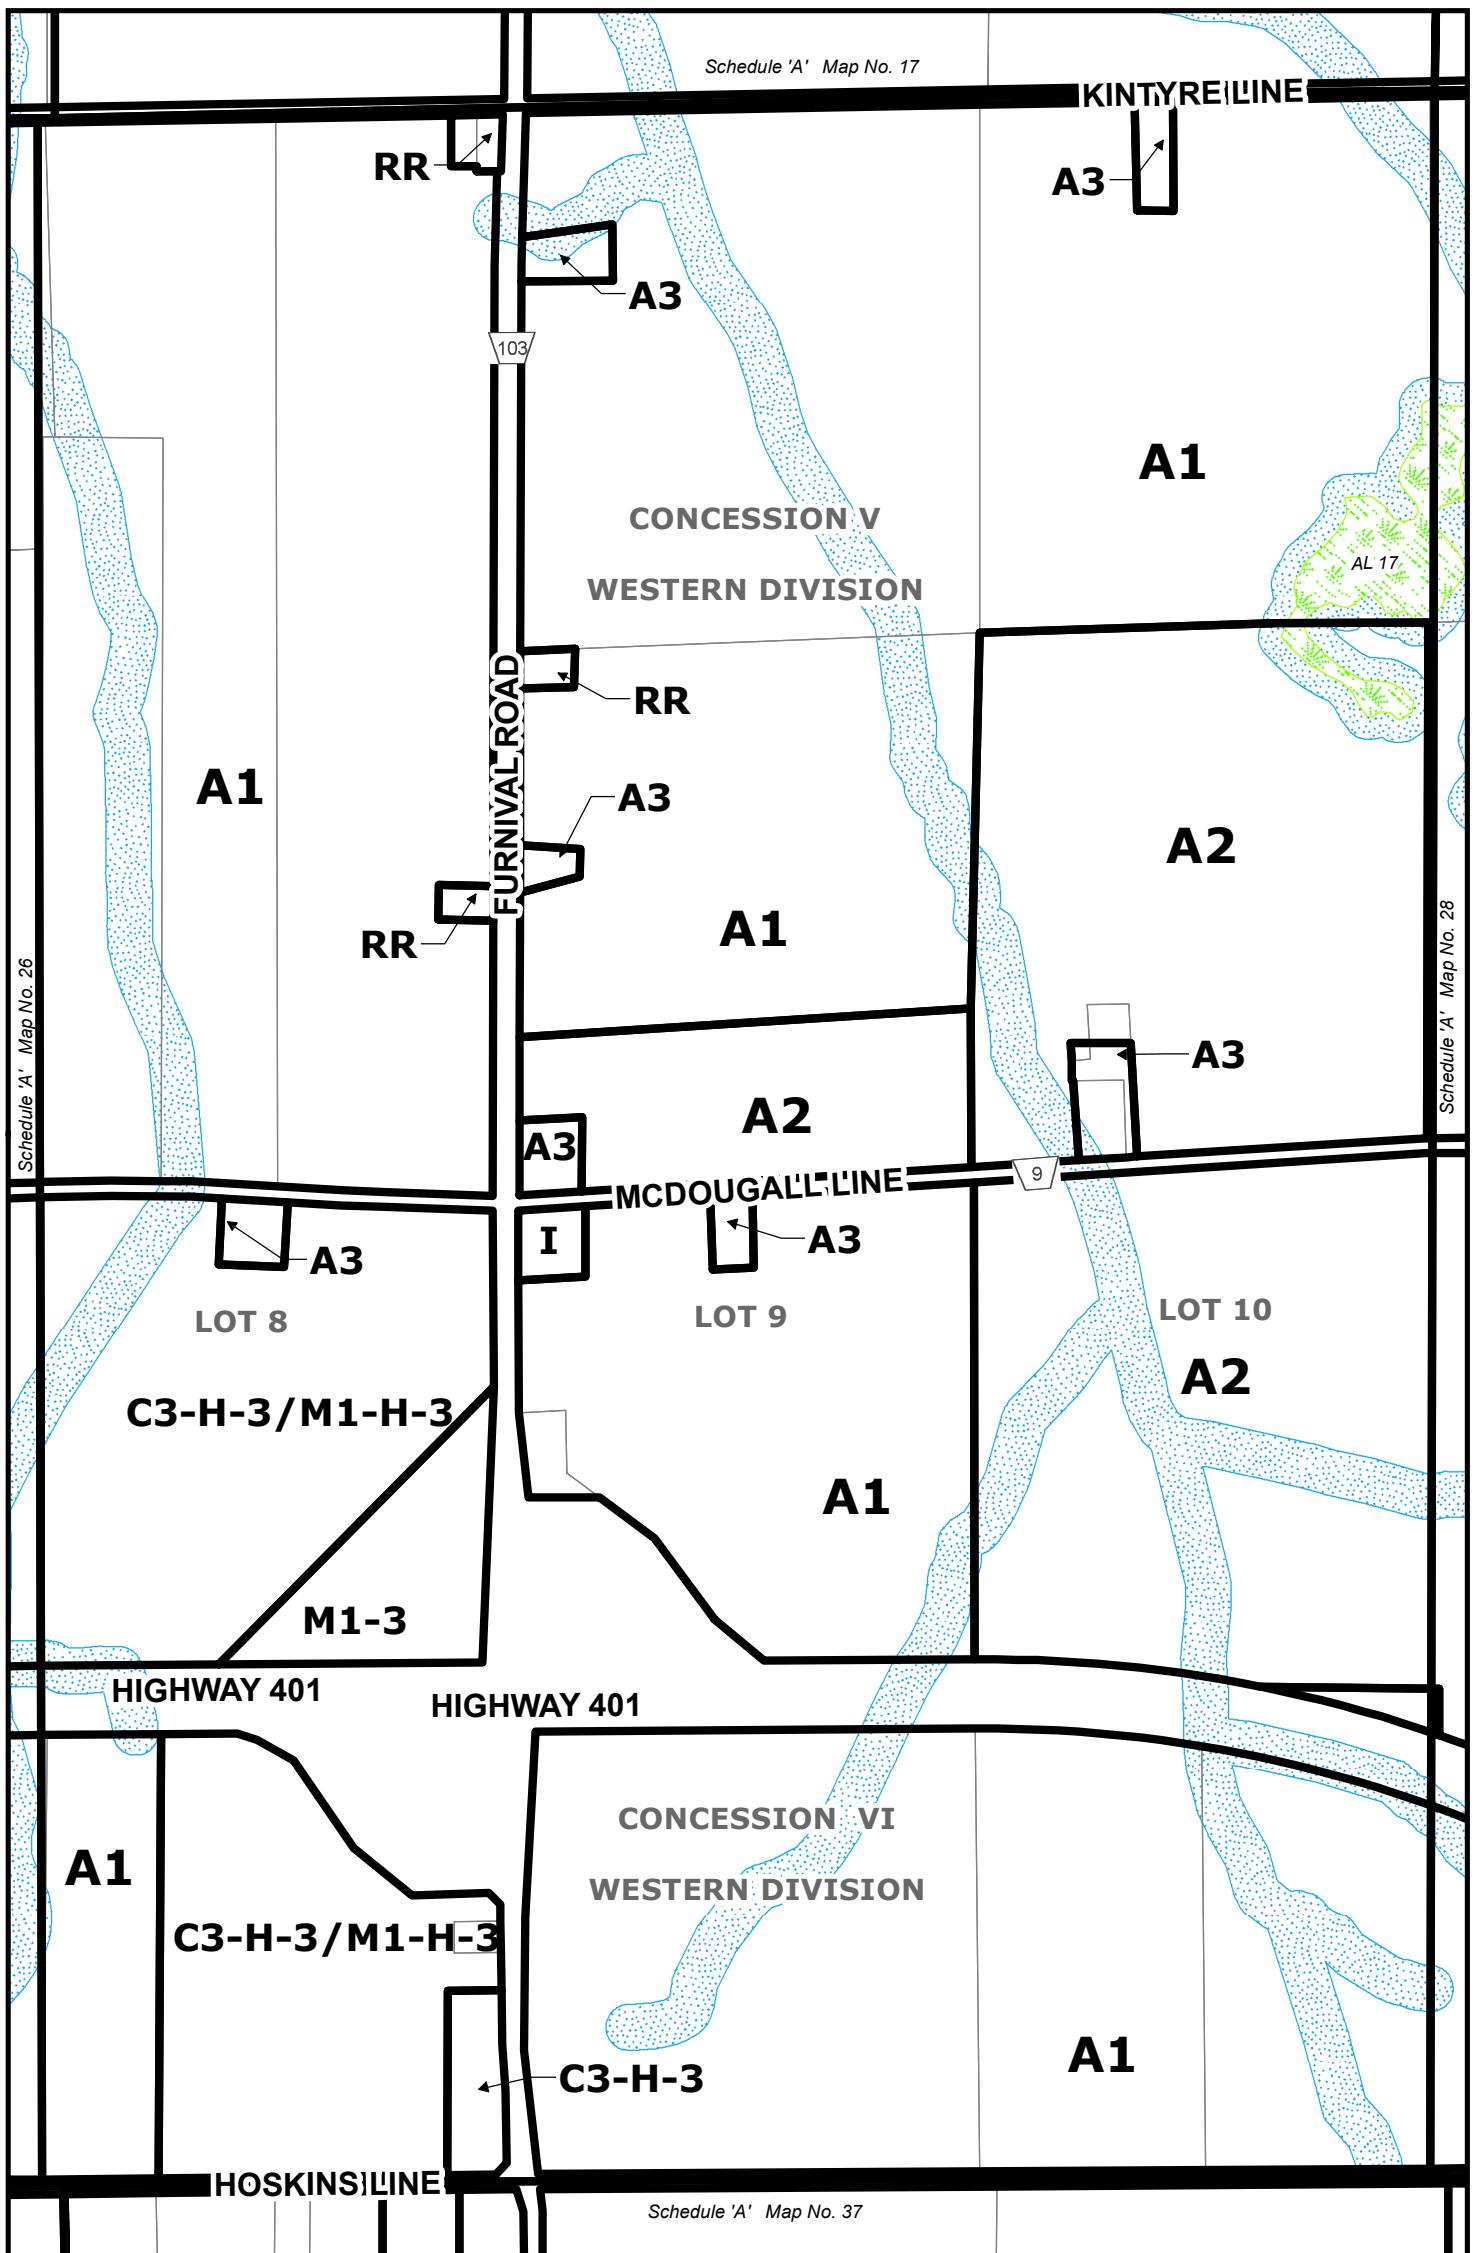 Schedule 'A' Map No. 17
KINTYRE LINE
RR
A3
A3
103
A1
CONCESSION V
AL 17
WESTERN DIVISION
RR
FURNIVAL ROAD
A1
A3
A2
A1
RR
Schedule 'A' Map No. 26
Schedule 'A' Map No. 28
A3
A2
A3
MCDOUGALL LINE
9
I
A3
A3
LOT 8
LOT 9
LOT 10
A2
C3-H-3/M1-H-3
A1
M1-3
HIGHWAY 401
HIGHWAY 401
CONCESSION VI
A1
WESTERN DIVISION
C3-H-3/M1-H-3
A1
C3-H-3
HOSKINS LINE
Schedule 'A' Map No. 37